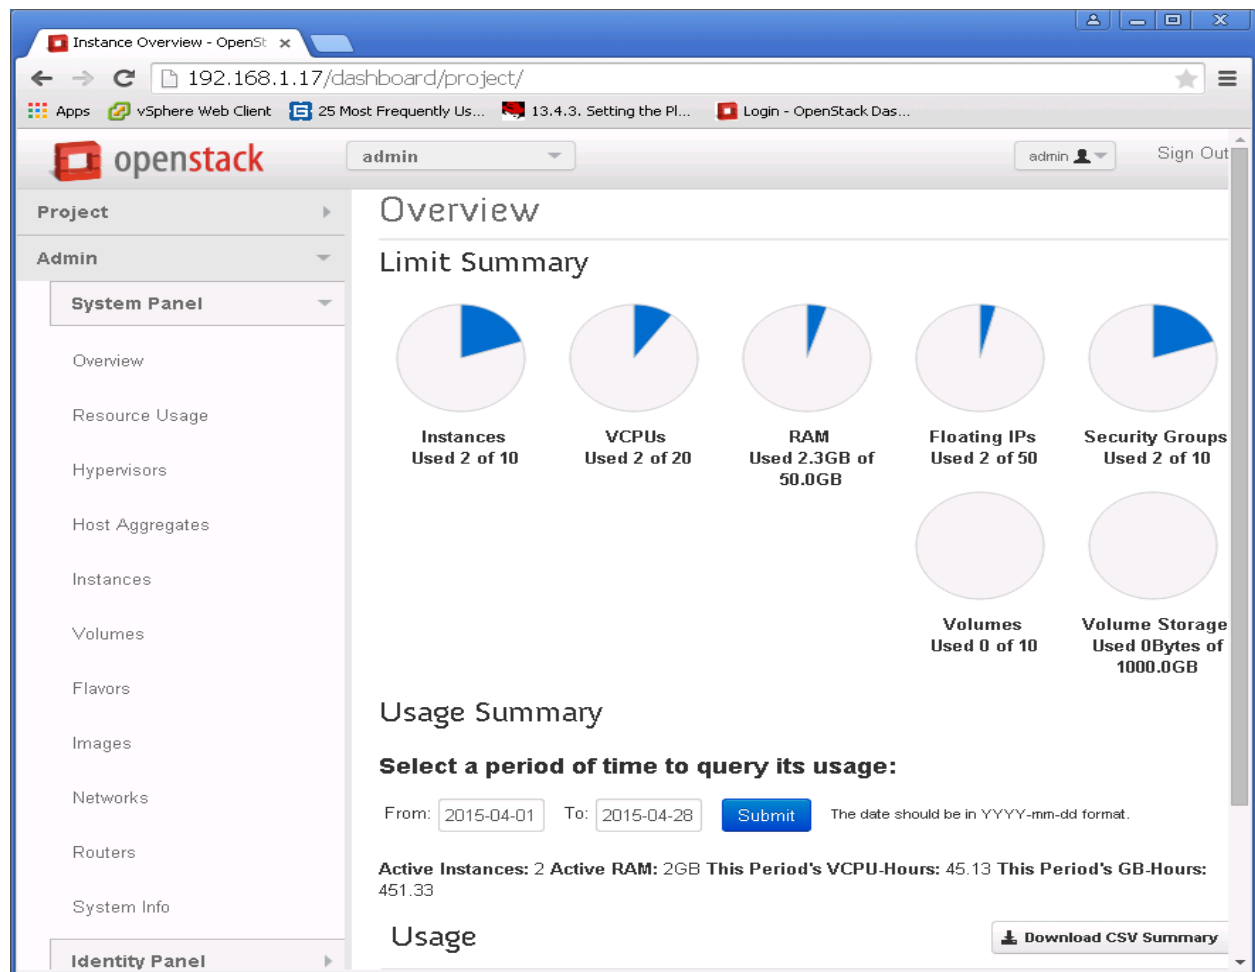 Instance Overview - OpenSt
192.168.1.17/dashboard/project/
Apps vSphere Web Client 25 Most Frequently Us... 13.4.3. Setting the Pl... Login - OpenStack Das...
openstack admin admin Sign Out
Project
Admin
System Panel
Overview
Resource Usage
Hypervisors
Host Aggregates
Instances
Volumes
Flavors
Images
Networks
Routers
System Info
Identity Panel
Overview
Limit Summary
Instances
Used 2 of 10
VCPUs
Used 2 of 20
RAM
Used 2.3GB of
50.0GB
Floating IPs
Used 2 of 50
Security Groups
Used 2 of 10
Volumes
Used 0 of 10
Volume Storage
Used 0Bytes of
1000.0GB
Usage Summary
Select a period of time to query its usage:
From: 2015-04-01 To: 2015-04-28 Submit The date should be in YYYY-mm-dd format.
Active Instances: 2 Active RAM: 2GB This Period's VCPU-Hours: 45.13 This Period's GB-Hours:
451.33
Usage Download CSV Summary